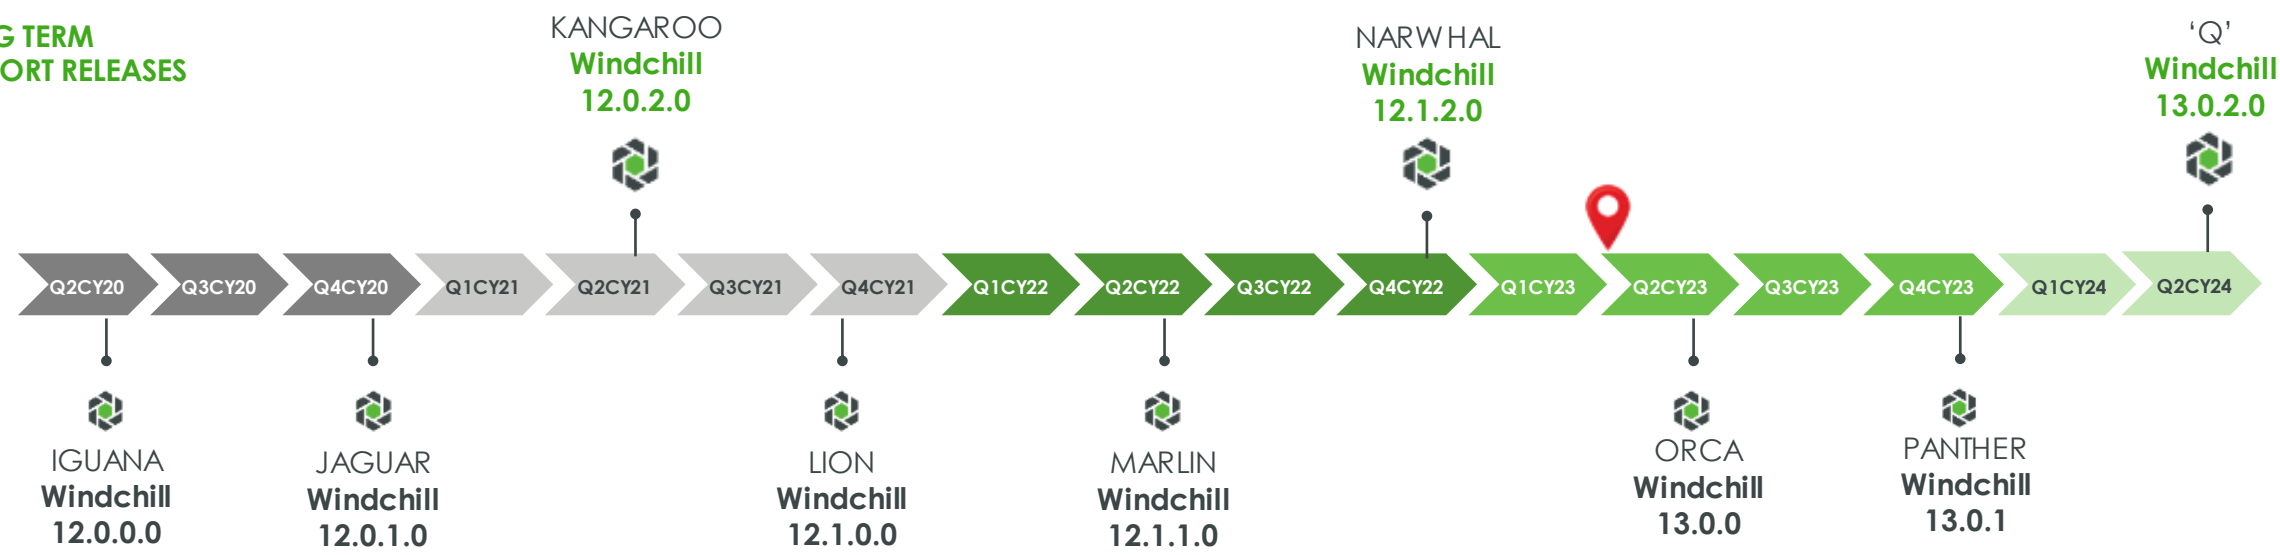 G TERM
ORT RELEASES
KANGAROO
Windchill
12.0.2.0
NARWHAL
Windchill
12.1.2.0
‘Q’
Windchill
13.0.2.0
Q2CY20 Q3CY20 Q4CY20 Q1CY21 Q2CY21 Q3CY21 Q4CY21 Q1CY22 Q2CY22 Q3CY22 Q4CY22 Q1CY23 Q2CY23 Q3CY23 Q4CY23 Q1CY24 Q2CY24
IGUANA
Windchill
12.0.0.0
JAGUAR
Windchill
12.0.1.0
LION
Windchill
12.1.0.0
MARLIN
Windchill
12.1.1.0
ORCA
Windchill
13.0.0
PANTHER
Windchill
13.0.1